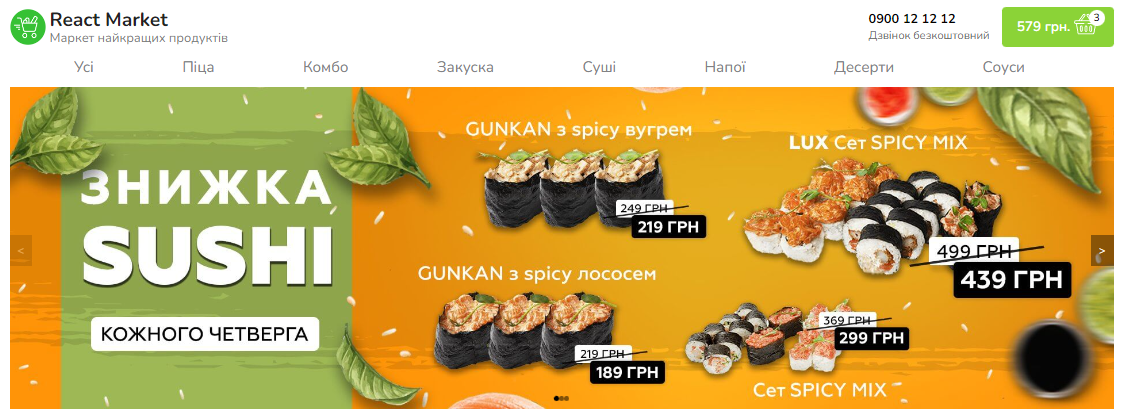 React Market
Маркет найкращих продуктів
0900 12 12 12
Дзвінок безкоштовний
579 грн.
3
Усі Піца Комбо Закуска Суші Напої Десерти Соуси
ЗНИЖКА
SUSHI
КОЖНОГО ЧЕТВЕРГА
GUNKAN з spicy вугрем
249 ГРН
219 ГРН
LUX Сет SPICY MIX
499 ГРН
439 ГРН
GUNKAN з spicy лососем
219 ГРН
189 ГРН
369 ГРН
299 ГРН
Сет SPICY MIX
<
>